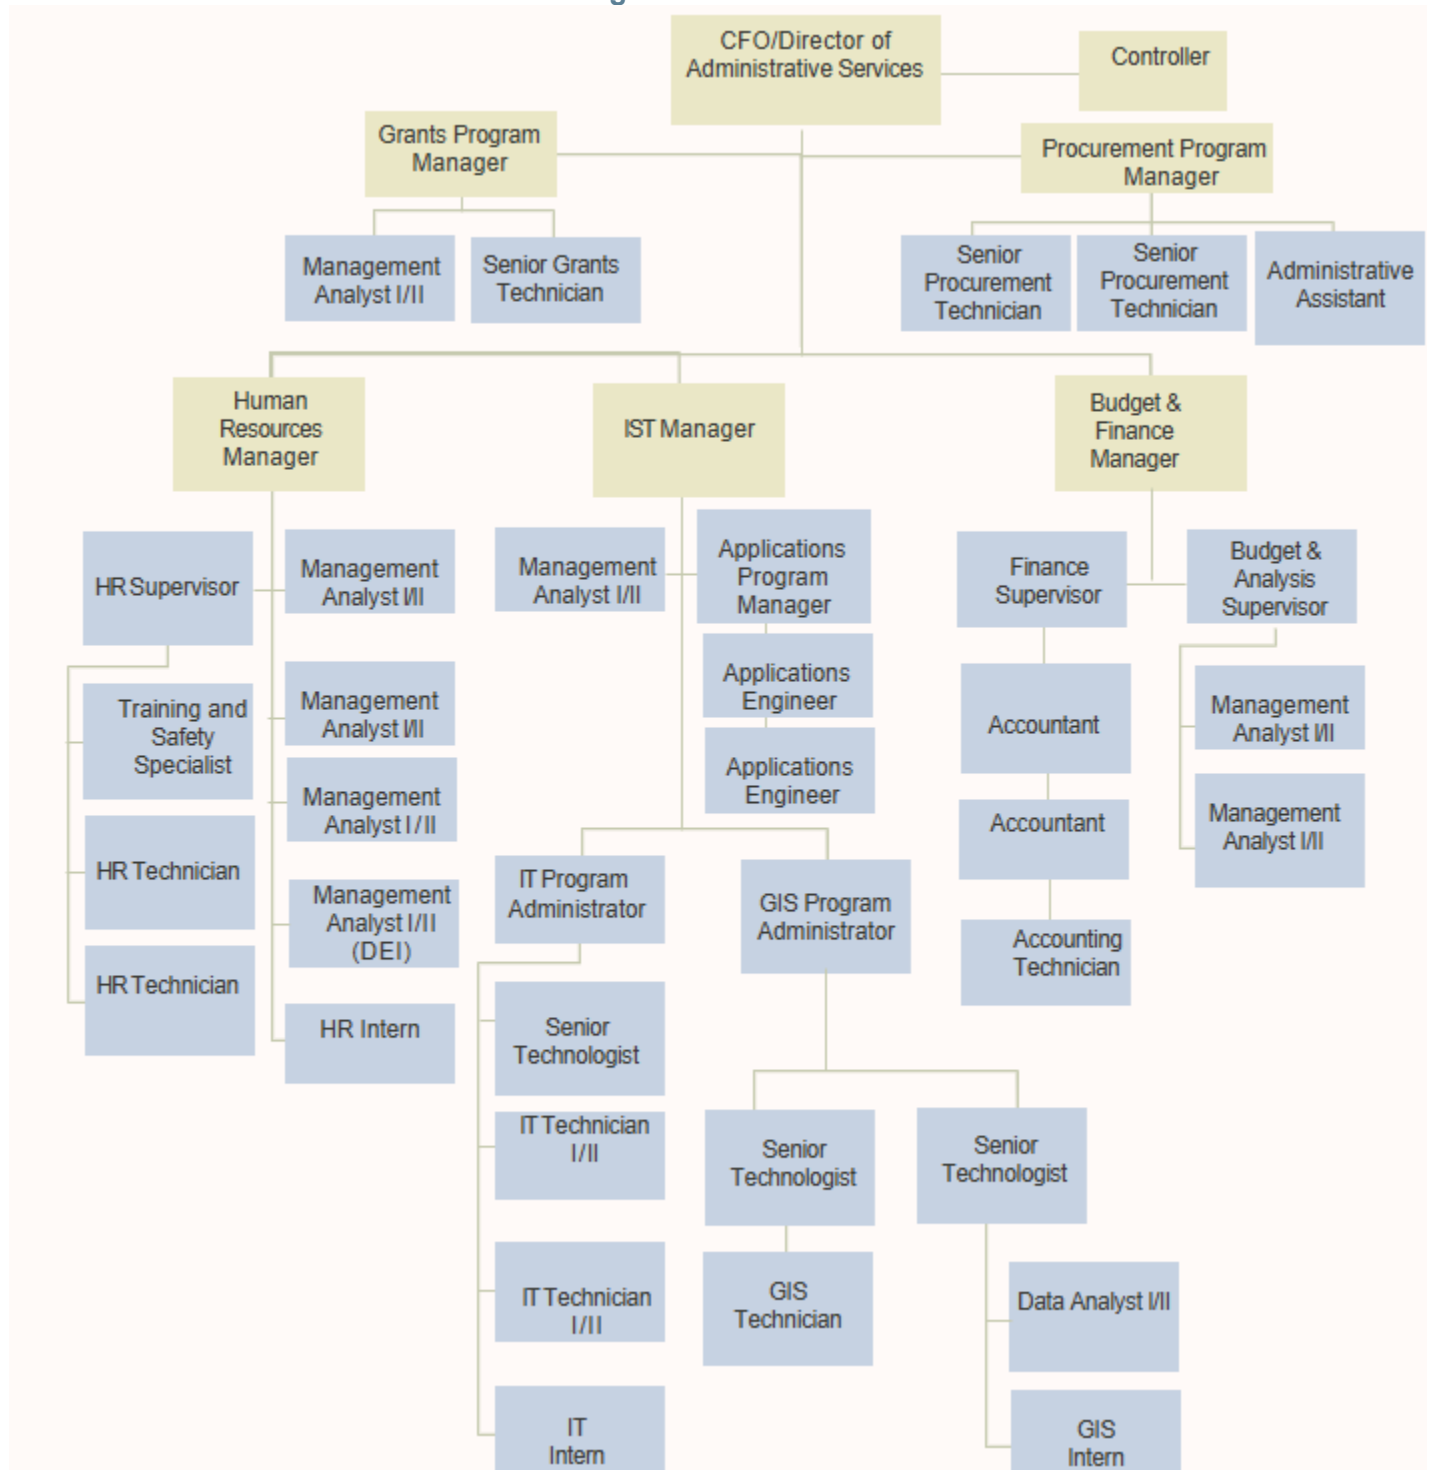 CFO/Director of
Administrative Services
Controller
Grants Program
Manager
Procurement Program
Manager
Management
Analyst I/II
Senior Grants
Technician
Senior
Procurement
Technician
Senior
Procurement
Technician
Administrative
Assistant
Human
Resources
Manager
IST Manager
Budget &
Finance
Manager
HR Supervisor
Management
Analyst I/II
Management
Analyst I/II
Applications
Program
Manager
Finance
Supervisor
Budget &
Analysis
Supervisor
Training and
Safety
Specialist
Management
Analyst I/II
Applications
Engineer
Accountant
Management
Analyst I/II
Management
Analyst I / II
Applications
Engineer
Accountant
Management
Analyst I/II
HR Technician
Management
Analyst I/II
(DEI)
IT Program
Administrator
GIS Program
Administrator
Accounting
Technician
HR Technician
HR Intern
Senior
Technologist
IT Technician
I/II
Senior
Technologist
Senior
Technologist
IT Technician
I/II
GIS
Technician
Data Analyst I/II
IT
Intern
GIS
Intern